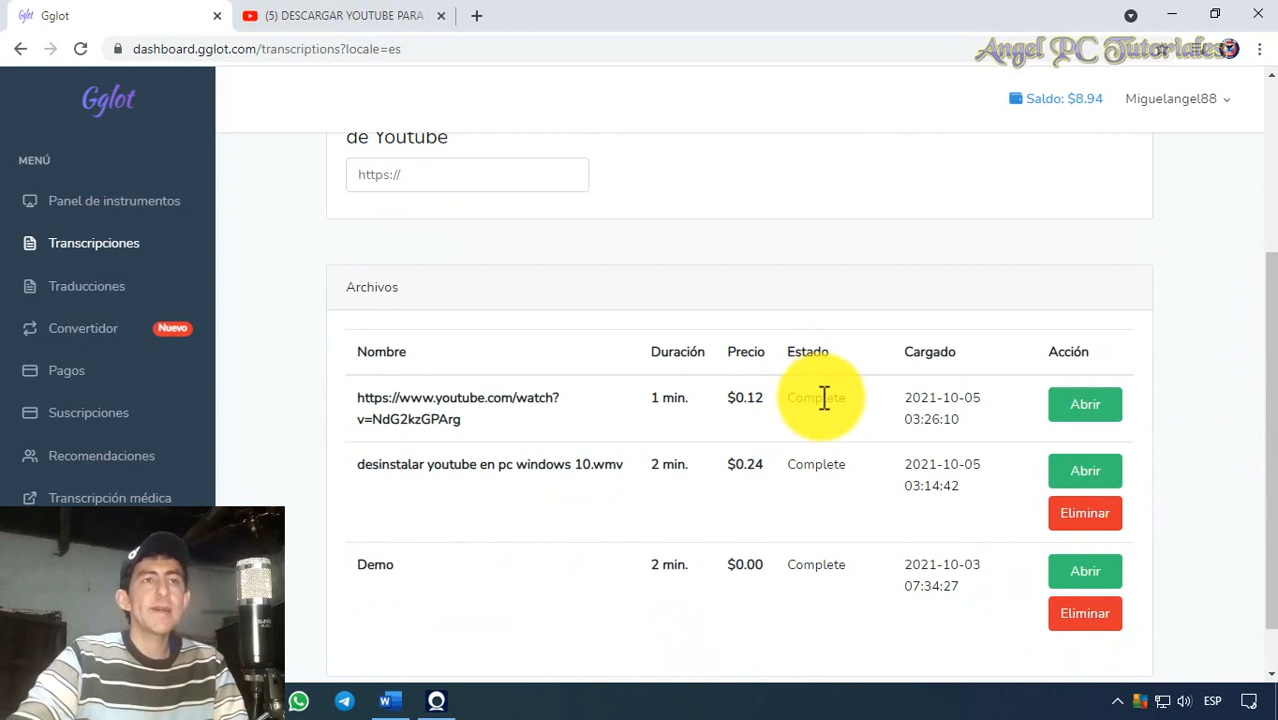 Gglot
(5) DESCARGAR YOUTUBE PARA
dashboard.gglot.com/transcriptions?locale=es
Angel PC Tutoriales
Gglot
Saldo: $8.94
Miguelangel88
MENÚ
Panel de instrumentos
Transcripciones
Traducciones
Convertidor
Nuevo
Pagos
Suscripciones
Recomendaciones
Transcripción médica
de Youtube
https://
Archivos
Nombre Duración Precio Estado Cargado Acción
https://www.youtube.com/watch? 1 min. $0.12 Complete 2021-10-05 Abrir
v=NdG2kzGPArg 03:26:10
desinstalar youtube en pc windows 10.wmv 2 min. $0.24 Complete 2021-10-05 Abrir
03:14:42
Eliminar
Demo 2 min. $0.00 Complete 2021-10-03 Abrir
07:34:27
Eliminar
ESP